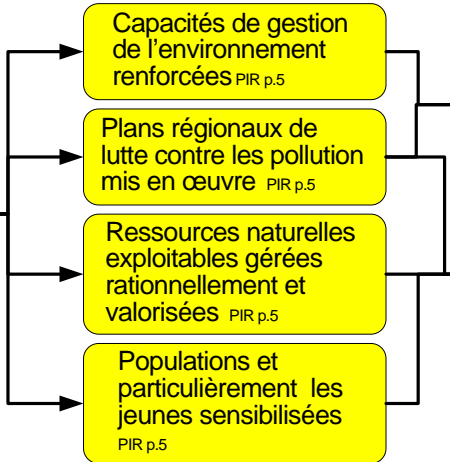 Capacités de gestion
de l'environnement
renforcées PIR p.5
Plans régionaux de
lutte contre les pollution
mis en œuvre PIR p.5
Ressources naturelles
exploitables gérées
rationnellement et
valorisées PIR p.5
Populations et
particulièrement les
jeunes sensibilisées
PIR p.5